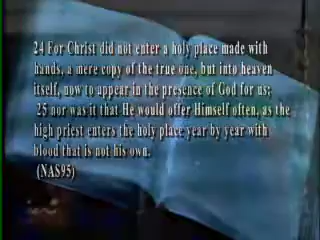 24 For Christ did not enter a holy place made with
hands, a mere copy of the true one, but into heaven
itself, now to appear in the presence of God for us;
25 nor was it that He would offer Himself often, as the
high priest enters the holy place year by year with
blood that is not his own.
(NAS95)